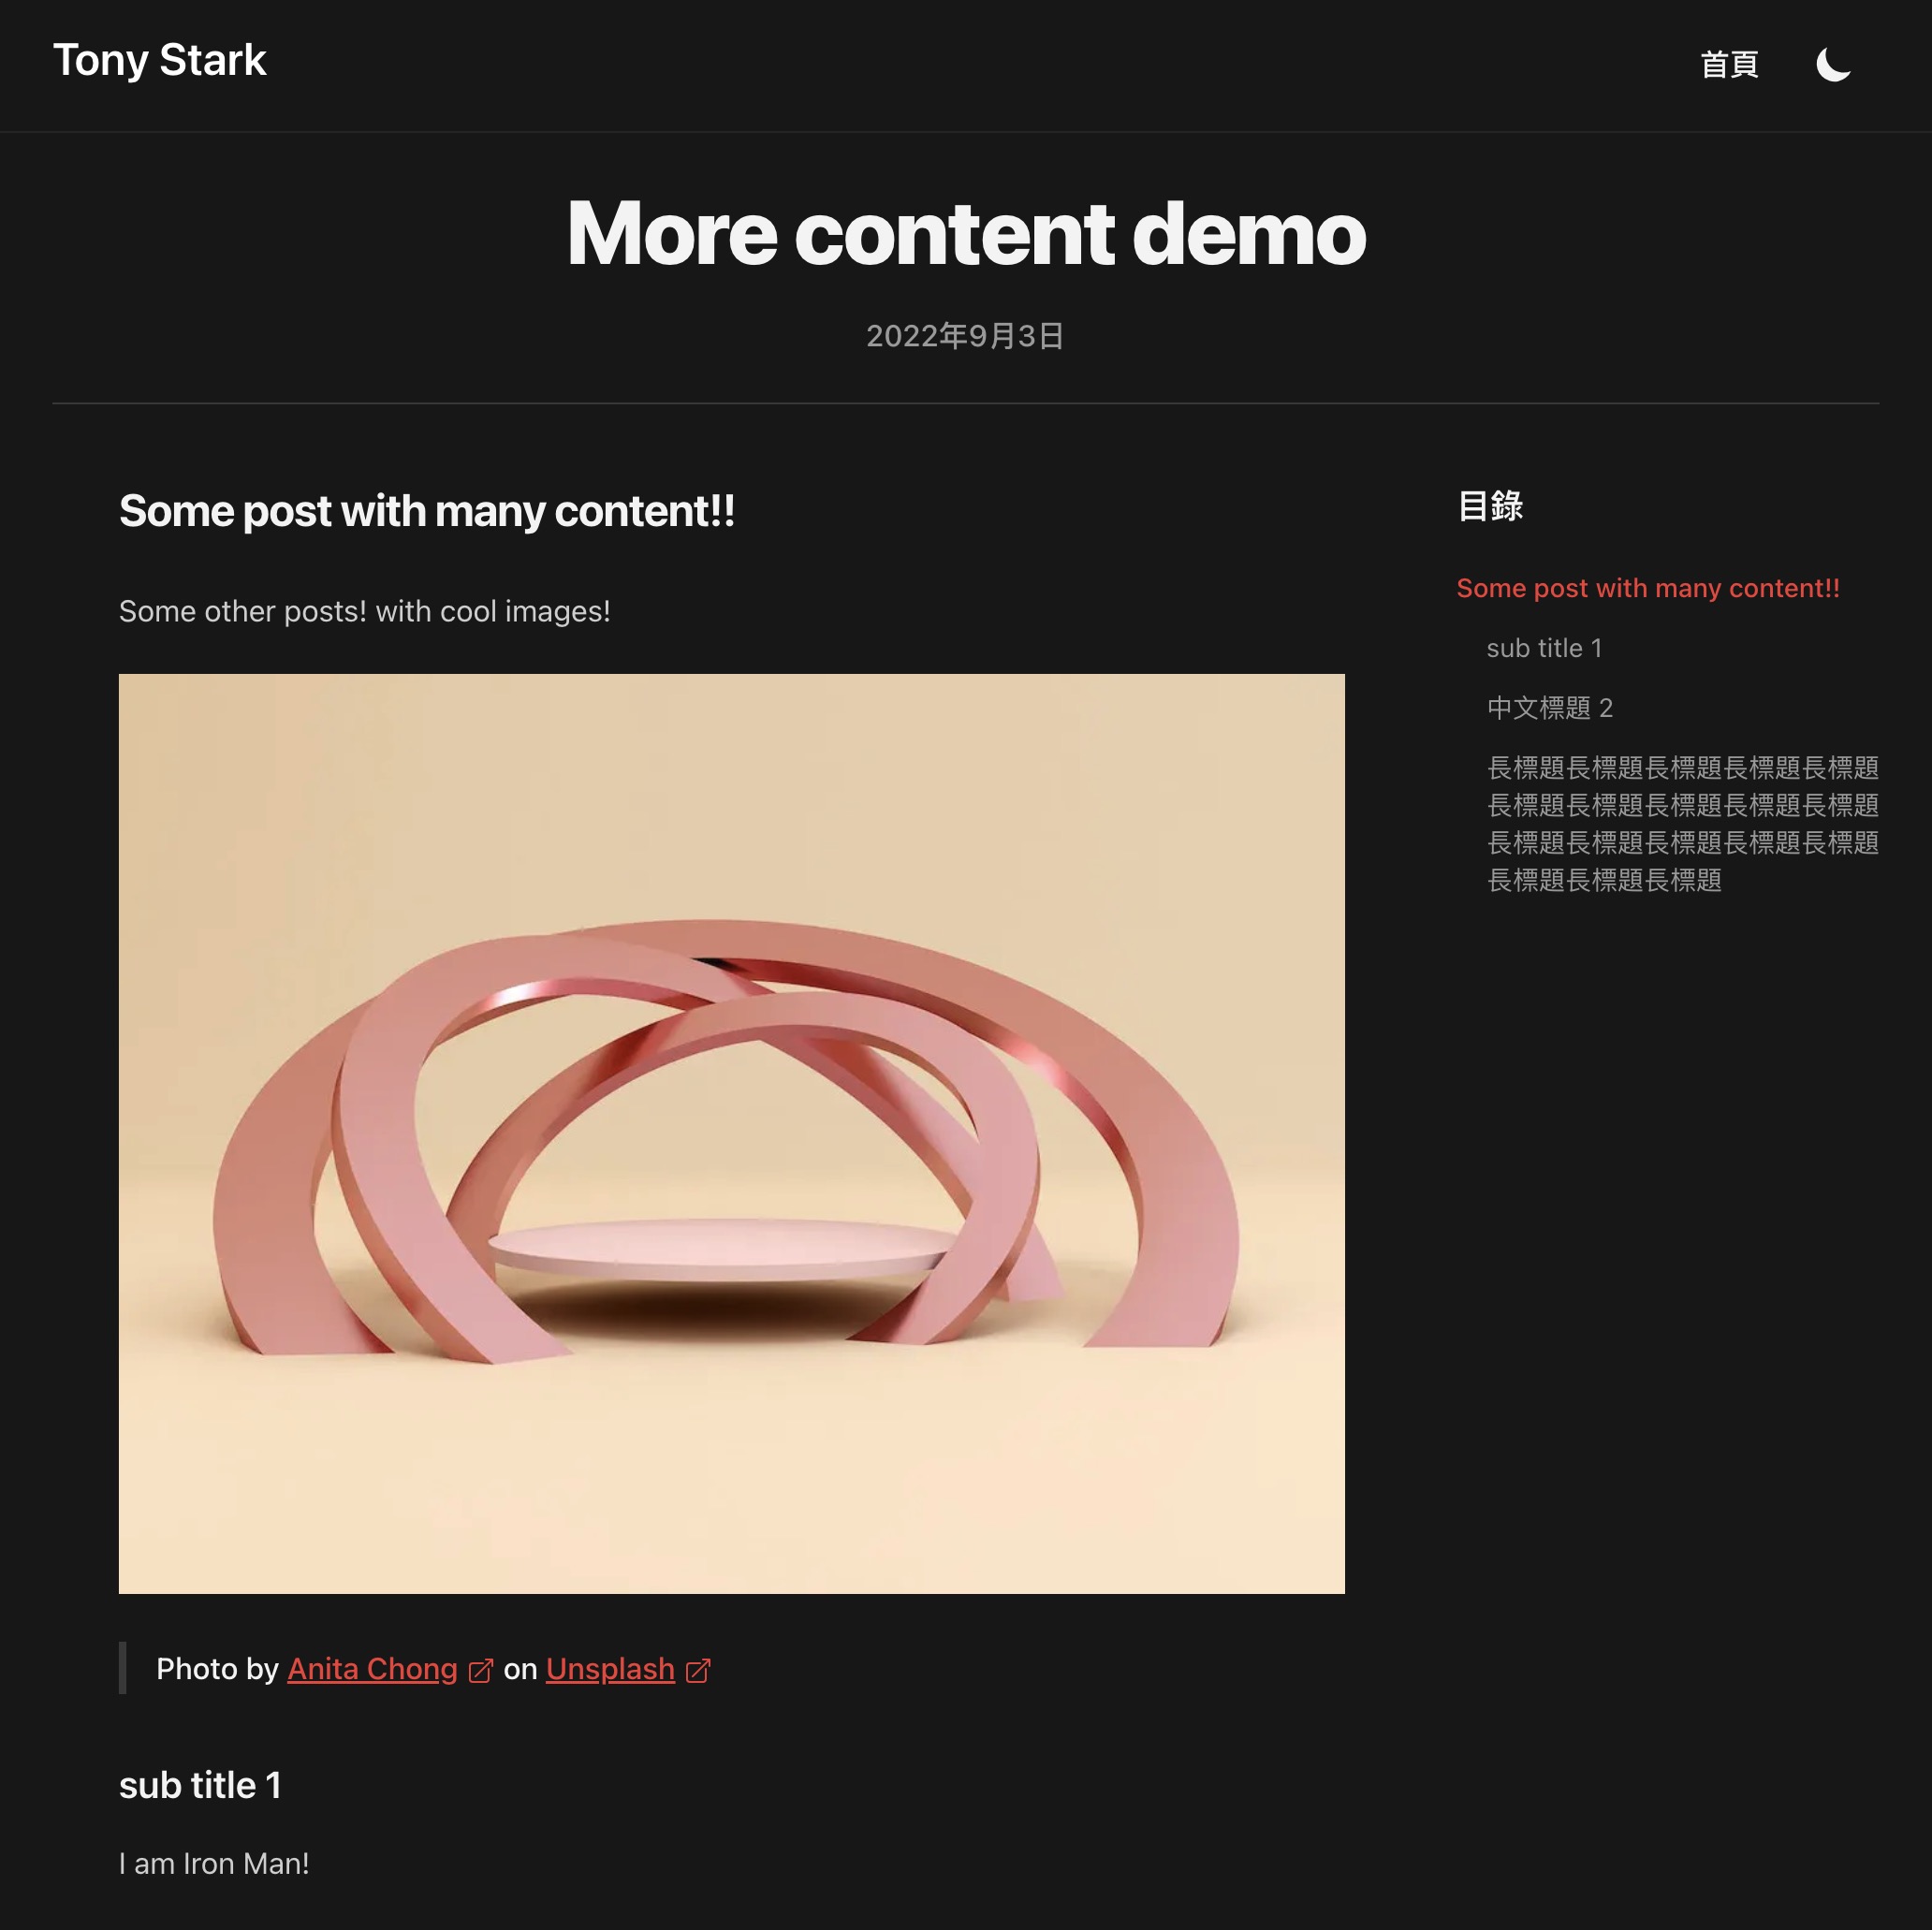 Tony Stark
首頁
More content demo
2022年9月3日
Some post with many content!!
Some other posts! with cool images!
Photo by Anita Chong on Unsplash
sub title 1
I am Iron Man!
目錄
Some post with many content!!
sub title 1
中文標題 2
長標題長標題長標題長標題長標題
長標題長標題長標題長標題長標題
長標題長標題長標題長標題長標題
長標題長標題長標題